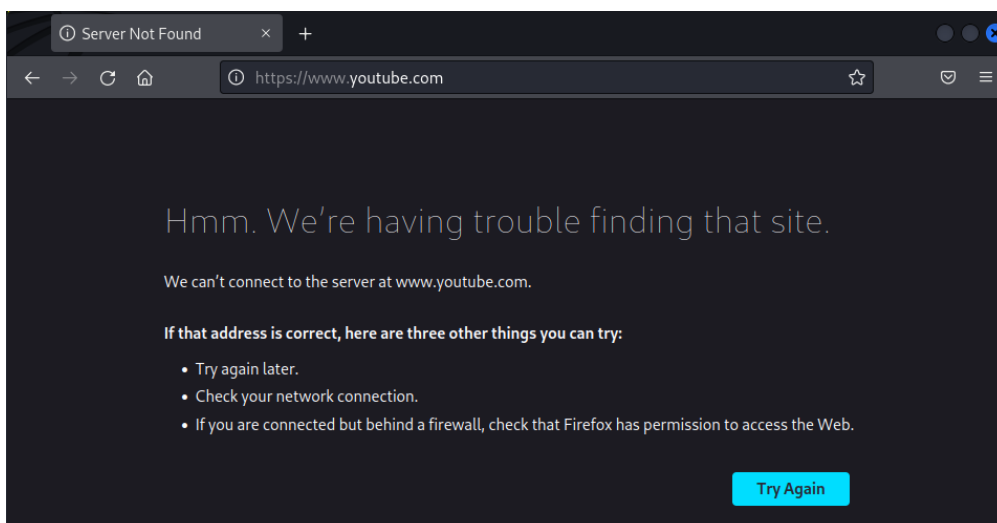 Server Not Found
https://www.youtube.com
Hmm. We're having trouble finding that site.
We can't connect to the server at www.youtube.com.
If that address is correct, here are three other things you can try:
• Try again later.
• Check your network connection.
• If you are connected but behind a firewall, check that Firefox has permission to access the Web.
Try Again